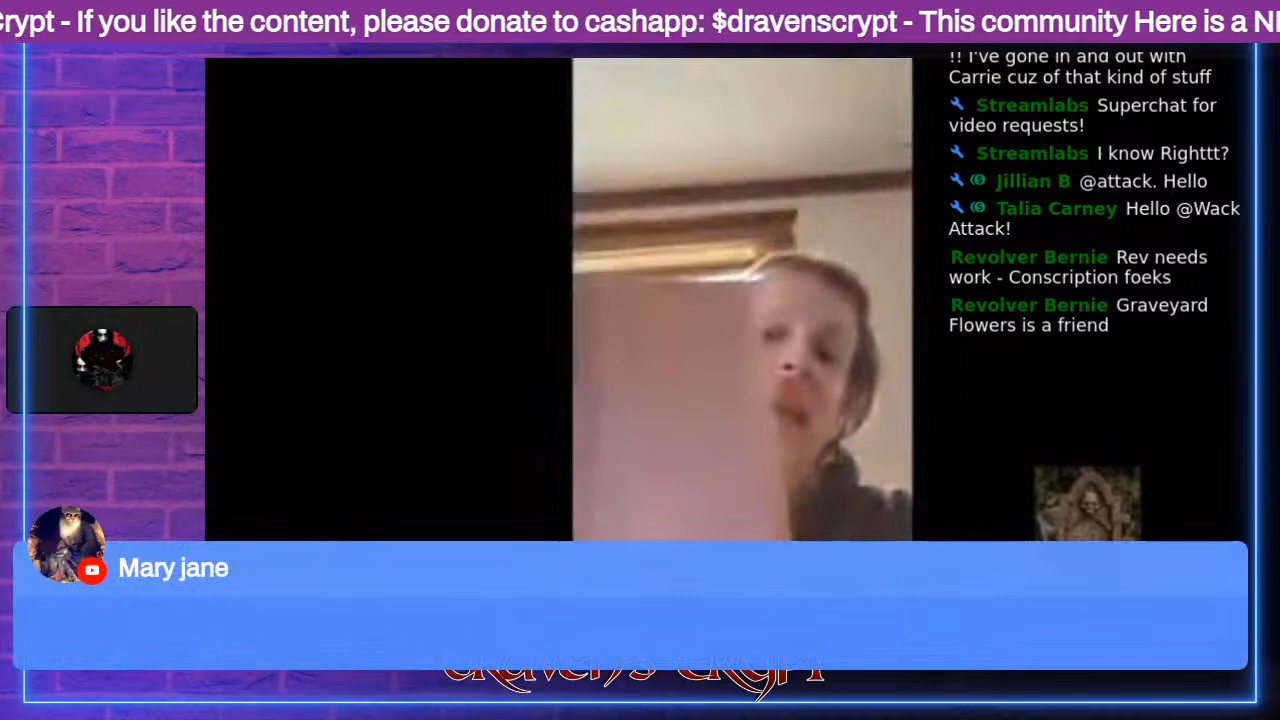 Crypt - If you like the content, please donate to cashapp: $dravenscrypt - This community Here is a N
!! I've gone in and out with
Carrie cuz of that kind of stuff
Streamlabs Superchat for
video requests!
Streamlabs I know Righttt?
Jillian B @attack. Hello
Talia Carney Hello @Wack
Attack!
Revolver Bernie Rev needs
work - Conscription foeks
Revolver Bernie Graveyard
Flowers is a friend
Mary jane